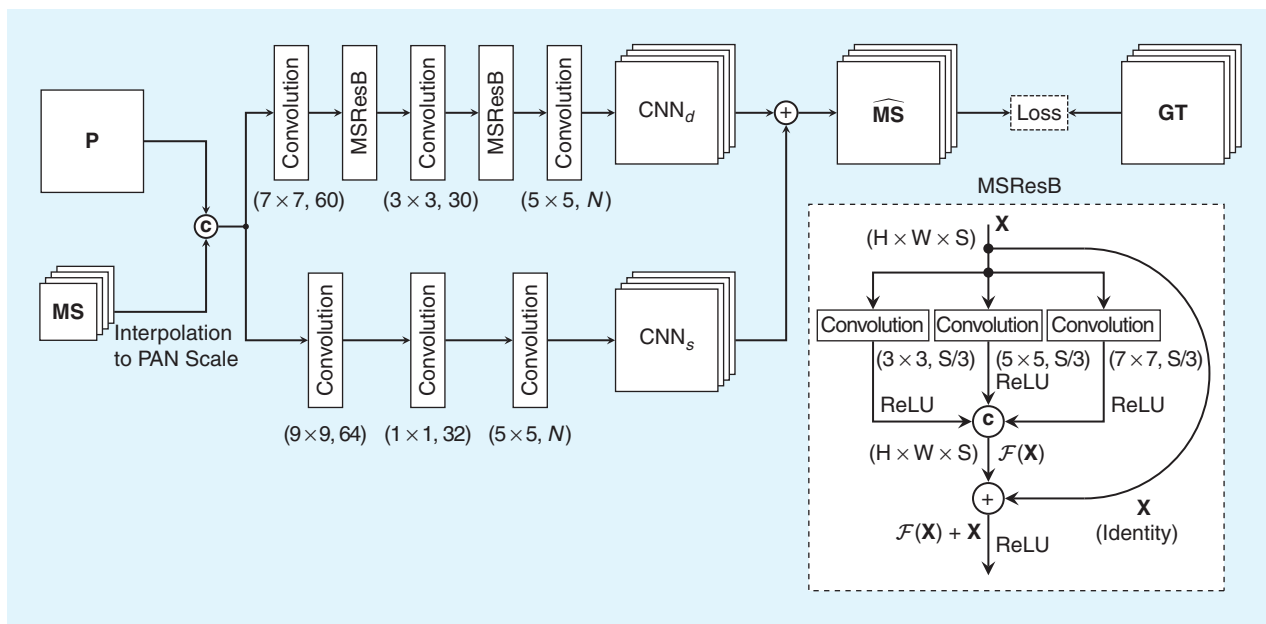 P
MS
Interpolation
to PAN Scale
c
Convolution
MSResB
Convolution
MSResB
Convolution
(7 × 7, 60)
(3 × 3, 30)
(5 × 5, N)
CNN_d
+
M̂S
Loss
GT
Convolution
Convolution
Convolution
(9 × 9, 64)
(1 × 1, 32)
(5 × 5, N)
CNN_s
MSResB
X
(H × W × S)
Convolution
Convolution
Convolution
(3 × 3, S/3)
(5 × 5, S/3)
(7 × 7, S/3)
ReLU
ReLU
ReLU
c
(H × W × S)
ℱ(X)
+
X
(Identity)
ℱ(X) + X
ReLU